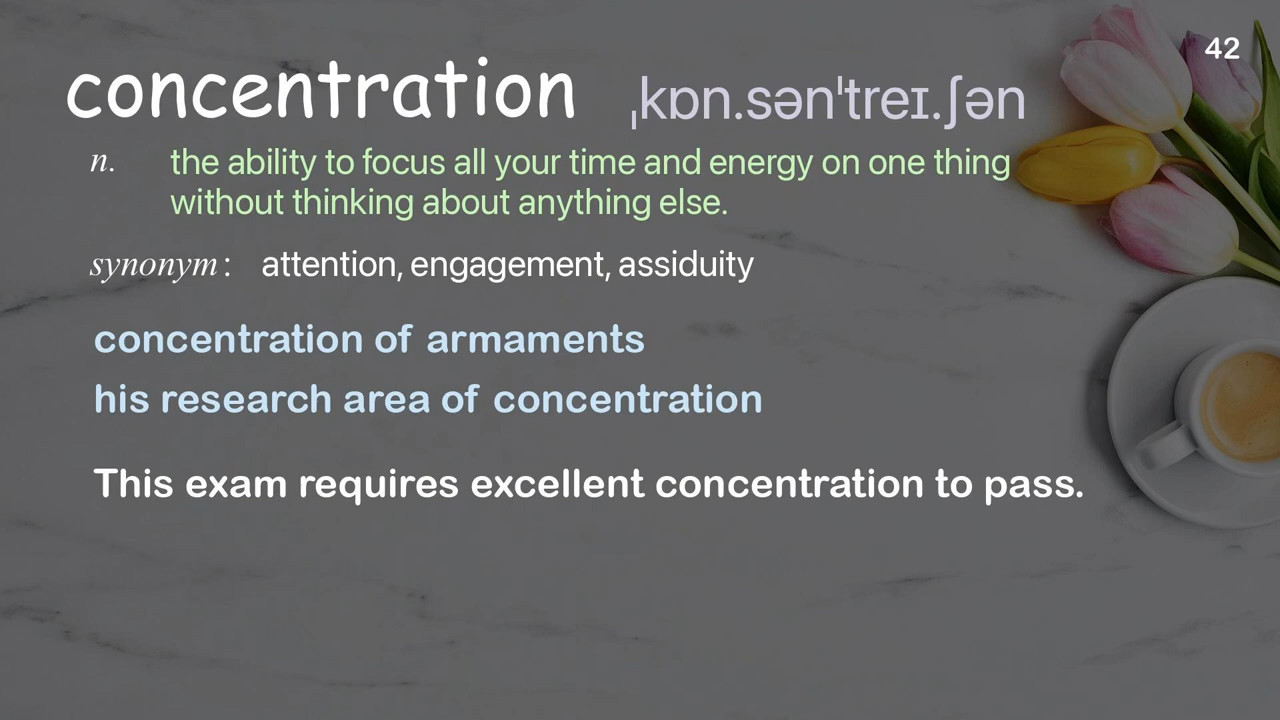 42
concentration ˌkɒn.sənˈtreɪ.ʃən
n. the ability to focus all your time and energy on one thing
without thinking about anything else.
synonym : attention, engagement, assiduity
concentration of armaments
his research area of concentration
This exam requires excellent concentration to pass.